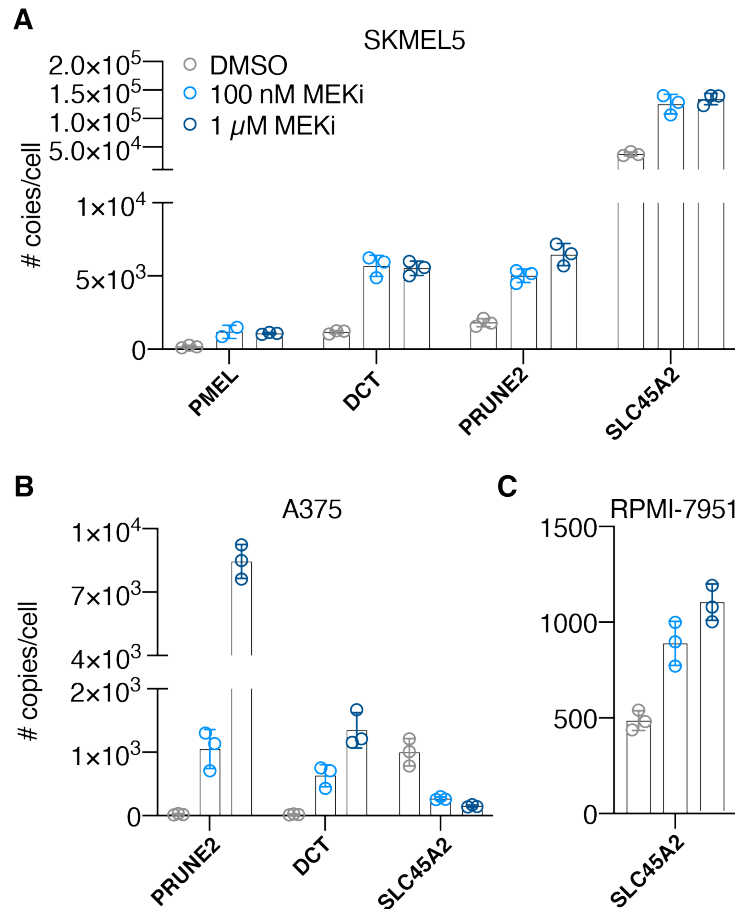 A
SKMEL5
DMSO
100 nM MEKi
1 µM MEKi
# coies/cell
2.0×10⁵
1.5×10⁵
1.0×10⁵
5.0×10⁴
1×10⁴
5×10³
0
PMEL
DCT
PRUNE2
SLC45A2
B
A375
# copies/cell
1×10⁴
7×10³
4×10³
2×10³
1×10³
0
PRUNE2
DCT
SLC45A2
C
RPMI-7951
1500
1000
500
0
SLC45A2